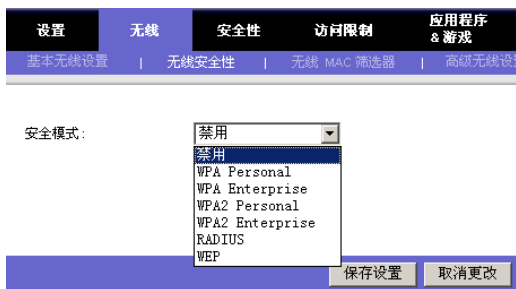 设置 无线 安全性 访问限制 应用程序 & 游戏
基本无线设置 | 无线安全性 | 无线 MAC 筛选器 | 高级无线设
安全模式: 禁用
禁用
WPA Personal
WPA Enterprise
WPA2 Personal
WPA2 Enterprise
RADIUS
WEP
保存设置 取消更改